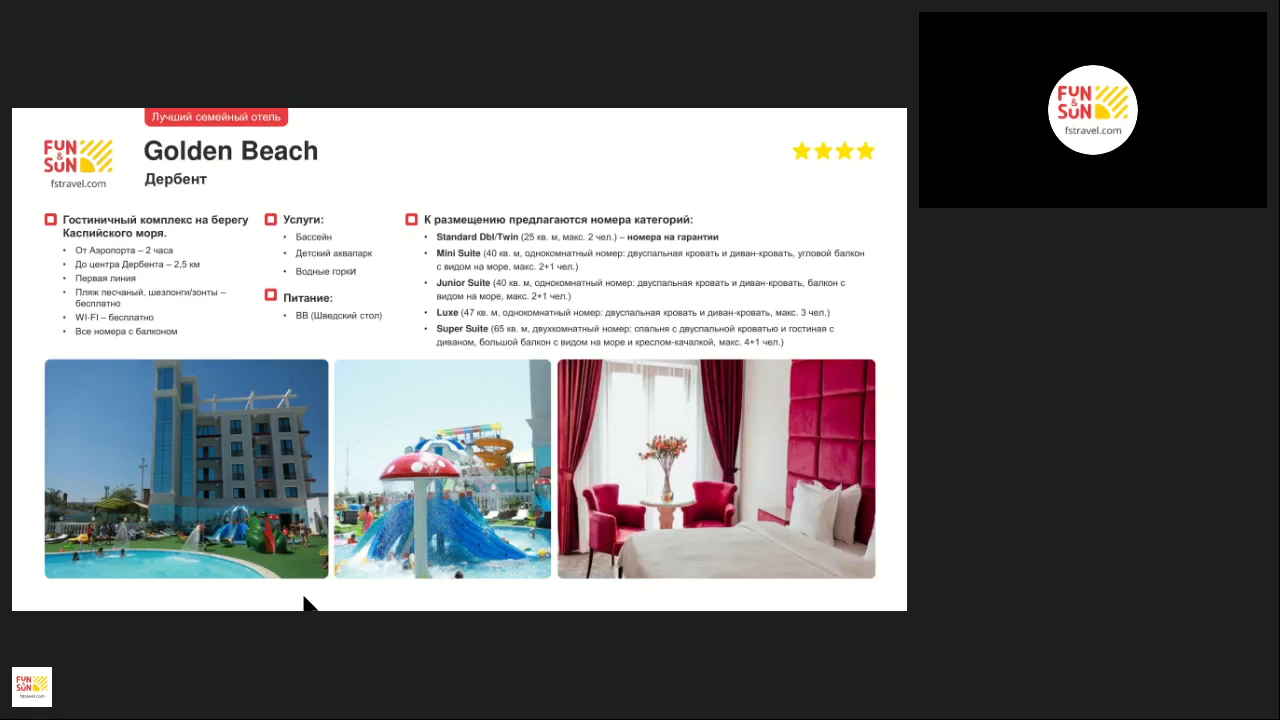 Лучший семейный отель
FUN
&
SUN
fstravel.com
Golden Beach
Дербент
Гостиничный комплекс на берегу
Каспийского моря.
• От Аэропорта – 2 часа
• До центра Дербента – 2,5 км
• Первая линия
• Пляж песчаный, шезлонги/зонты –
бесплатно
• WI-FI – бесплатно
• Все номера с балконом
Услуги:
• Бассейн
• Детский аквапарк
• Водные горки
Питание:
• BB (Шведский стол)
К размещению предлагаются номера категорий:
• Standard Dbl/Twin (25 кв. м, макс. 2 чел.) – номера на гарантии
• Mini Suite (40 кв. м, однокомнатный номер: двуспальная кровать и диван-кровать, угловой балкон
с видом на море, макс. 2+1 чел.)
• Junior Suite (40 кв. м, однокомнатный номер: двуспальная кровать и диван-кровать, балкон с
видом на море, макс. 2+1 чел.)
• Luxe (47 кв. м, однокомнатный номер: двуспальная кровать и диван-кровать, макс. 3 чел.)
• Super Suite (65 кв. м, двухкомнатный номер: спальня с двуспальной кроватью и гостиная с
диваном, большой балкон с видом на море и креслом-качалкой, макс. 4+1 чел.)
FUN
&
SUN
fstravel.com
FUN
&
SUN
fstravel.com